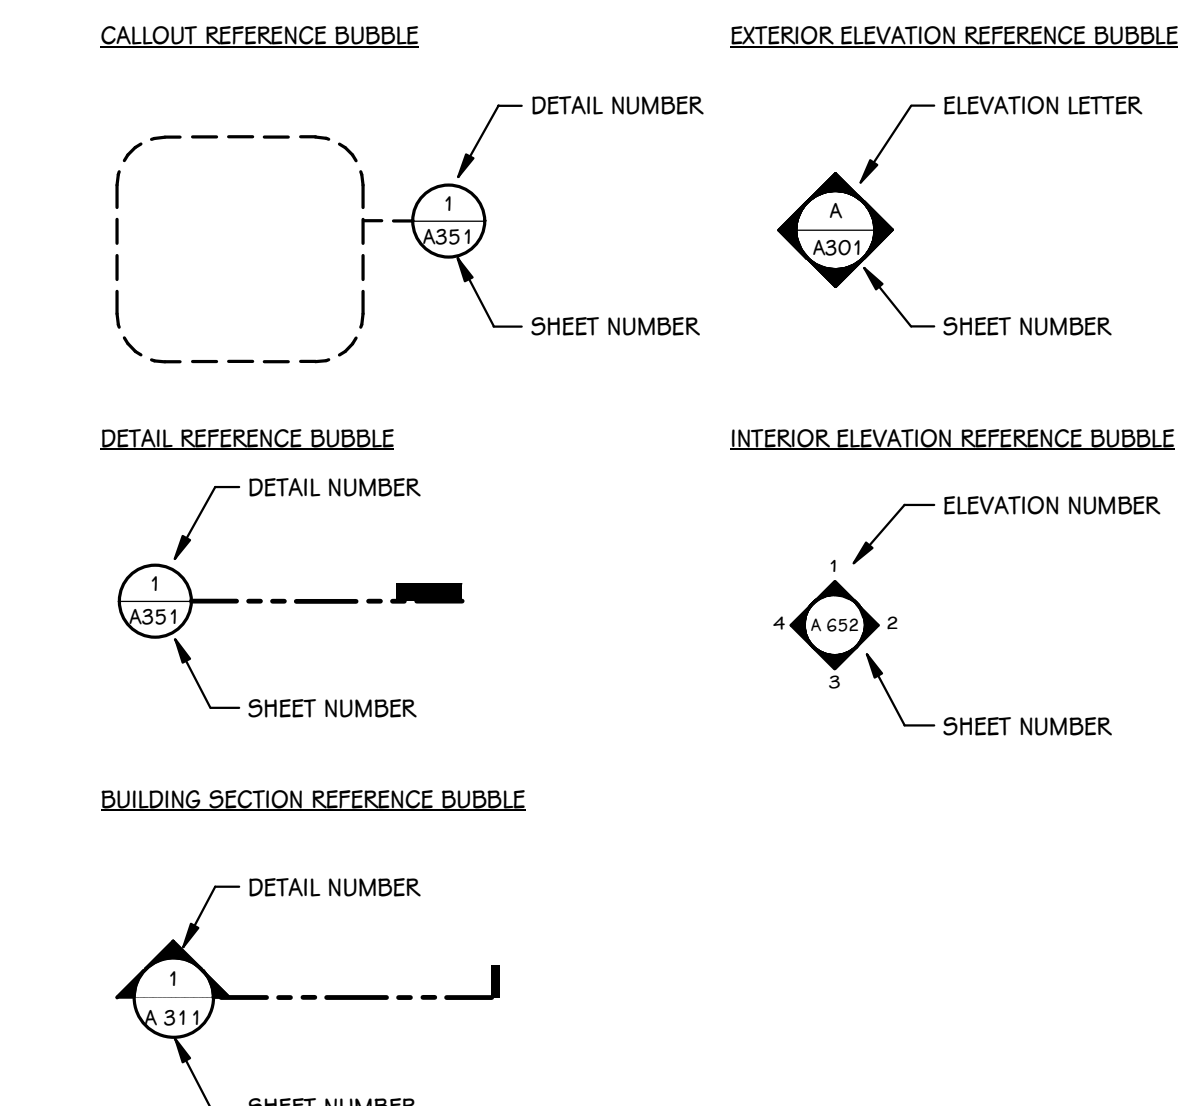 CALLOUT REFERENCE BUBBLE
DETAIL NUMBER
1
A351
SHEET NUMBER
EXTERIOR ELEVATION REFERENCE BUBBLE
ELEVATION LETTER
A
A301
SHEET NUMBER
DETAIL REFERENCE BUBBLE
DETAIL NUMBER
1
A351
SHEET NUMBER
INTERIOR ELEVATION REFERENCE BUBBLE
ELEVATION NUMBER
1
4
A 652
2
3
SHEET NUMBER
BUILDING SECTION REFERENCE BUBBLE
DETAIL NUMBER
1
A 311
SHEET NUMBER